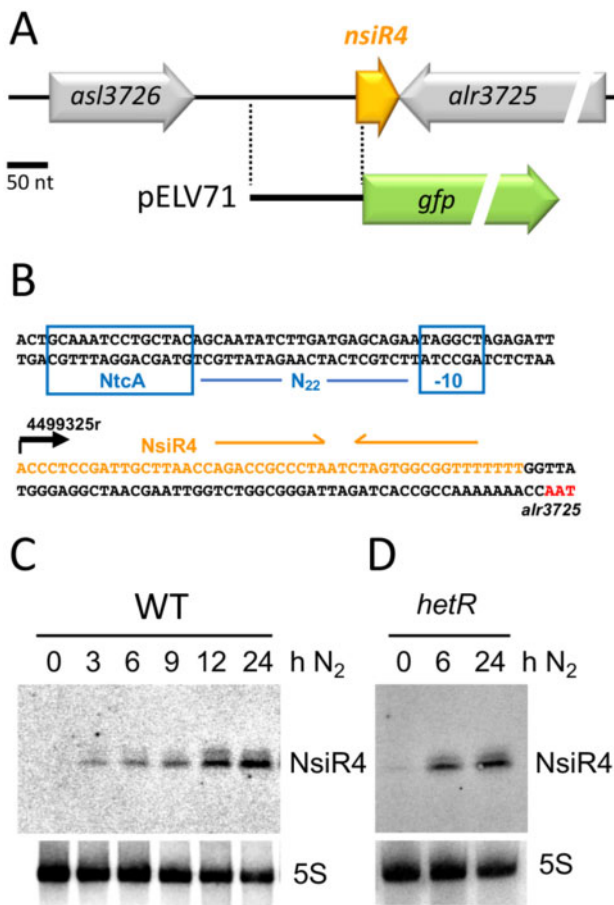 A
nsiR4
asl3726
alr3725
50 nt
pELV71
gfp
B
ACTGCAAATCCTGCTACAGCAATATCTTGATGAGCAGAATAGGCTAGAGATT
TGACGTTTAGGACGATGTCGTTATAGAACTACTCGTCTTATCCGATCTCTAA
NtcA N22 -10
4499325r
NsiR4
ACCCTCCGATTGCTTAACCAGACCGCCCTAATCTAGTGGCGGTTTTTTTGGTTA
TGGGAGGCTAACGAATTGGTCTGGCGGGATTAGATCACCGCCAAAAAAACCAAT
alr3725
C
WT
0 3 6 9 12 24 h N2
NsiR4
5S
D
hetR
0 6 24 h N2
NsiR4
5S